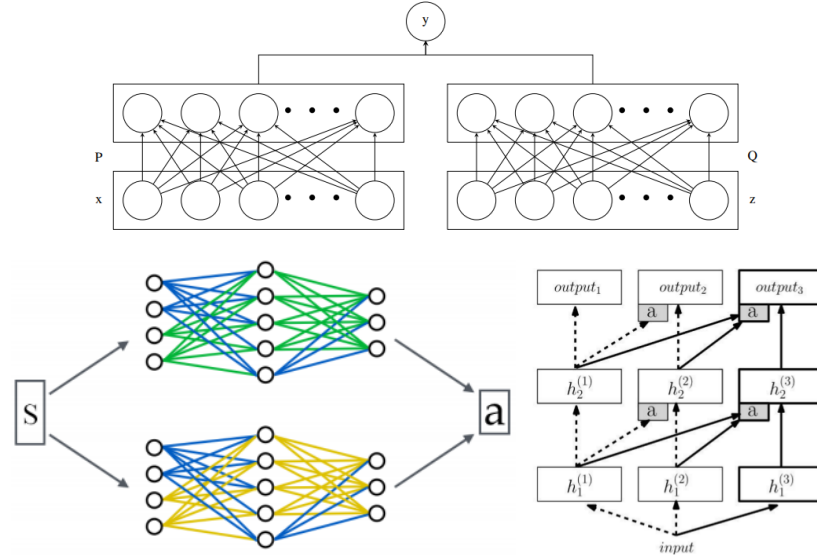 y
P
Q
x
z
s
a
output₁ output₂ output₃
a a
h₂⁽¹⁾ h₂⁽²⁾ h₂⁽³⁾
a a
h₁⁽¹⁾ h₁⁽²⁾ h₁⁽³⁾
input